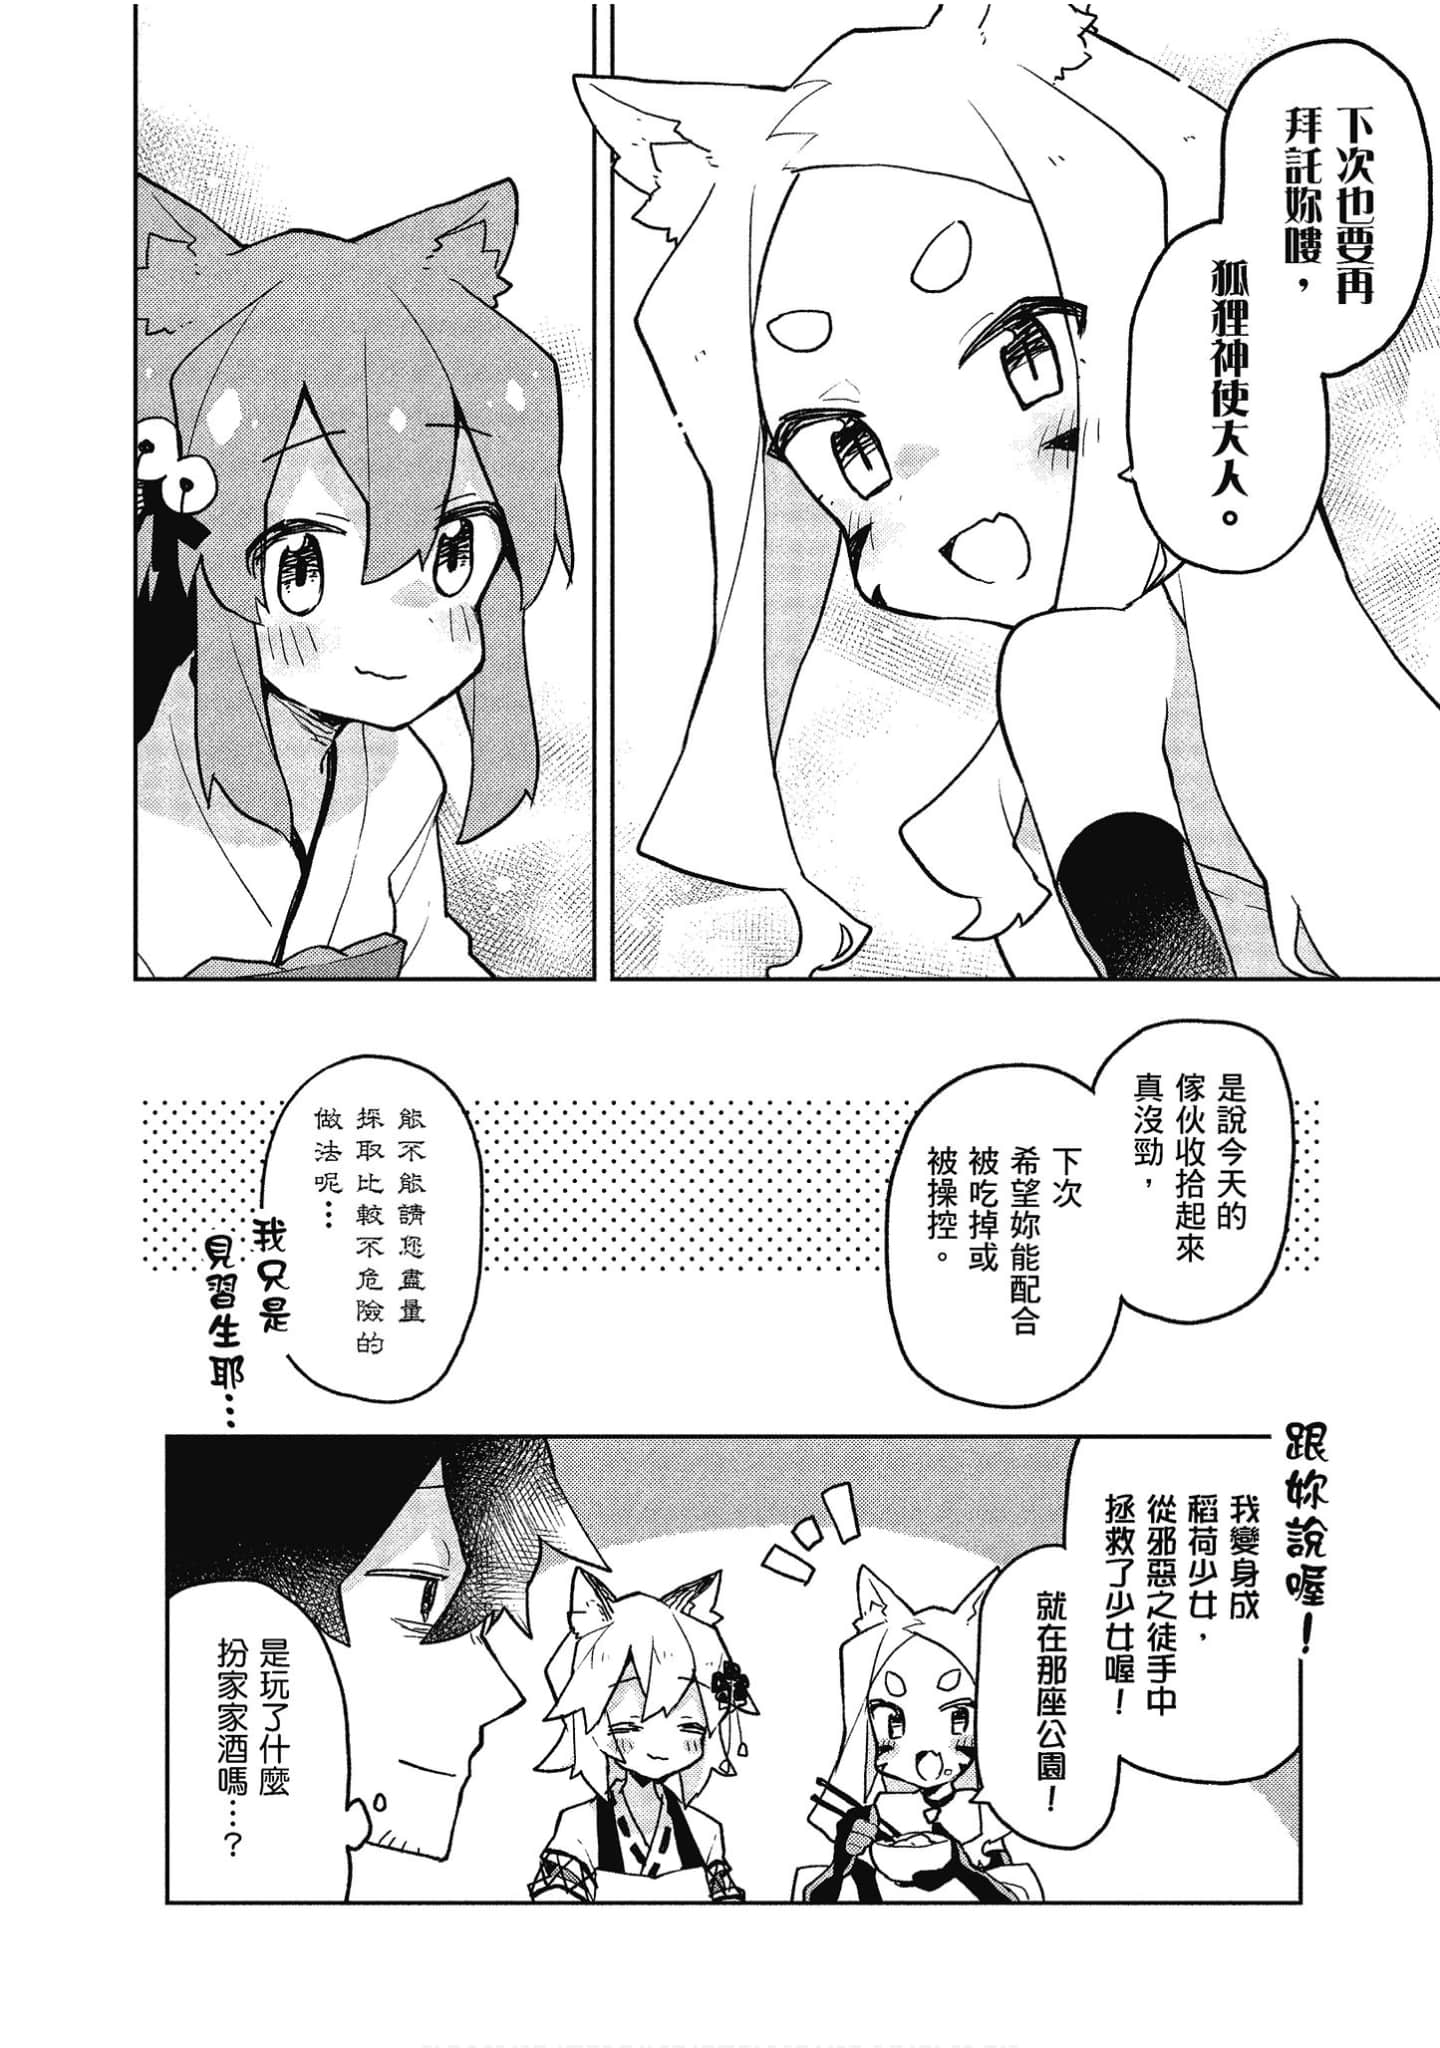 下次也要再
拜託妳嘍，
狐狸神使大人。
是說今天的
傢伙收拾起來
真沒勁，
下次
希望妳能配合
被吃掉或
被操控。
能不能請您盡量
採取比較不危險的
做法呢…
我只是
見習生耶…
跟妳說喔！
我變身成
稻荷少女，
從邪惡之徒手中
拯救了少女喔！
就在那座公園！
是玩了什麼
扮家家酒嗎…？